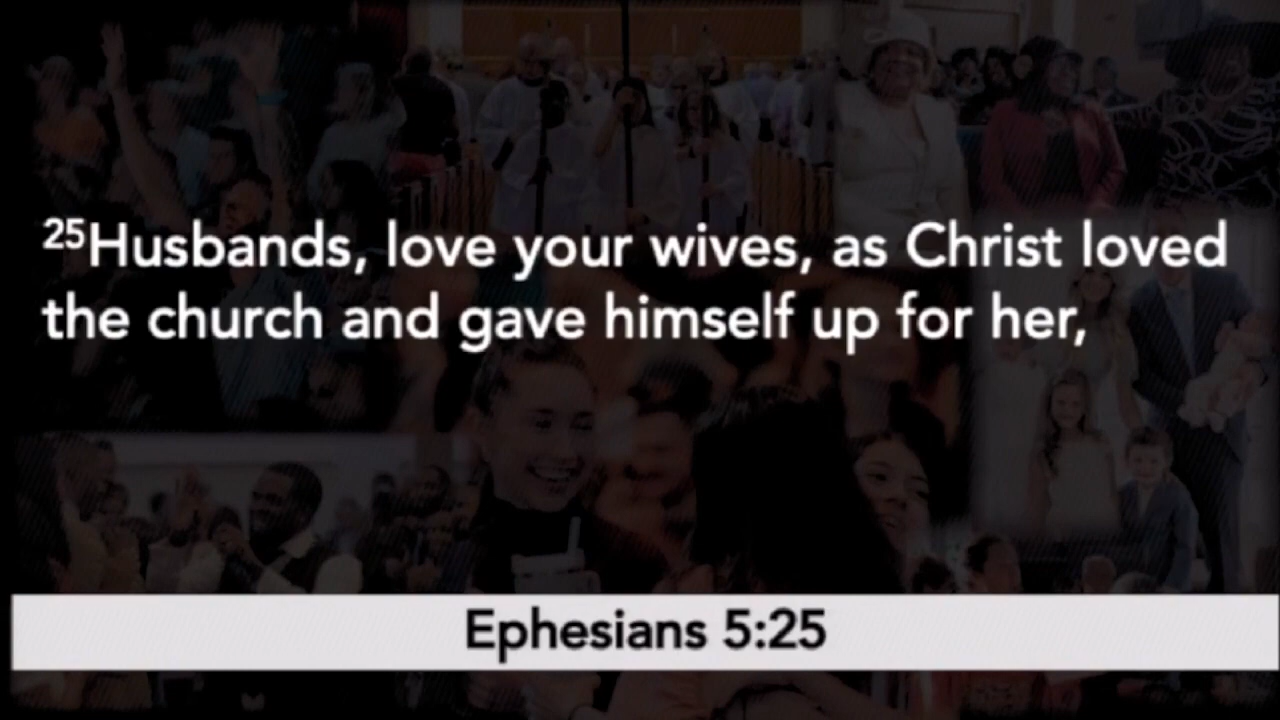 25Husbands, love your wives, as Christ loved
the church and gave himself up for her,
Ephesians 5:25